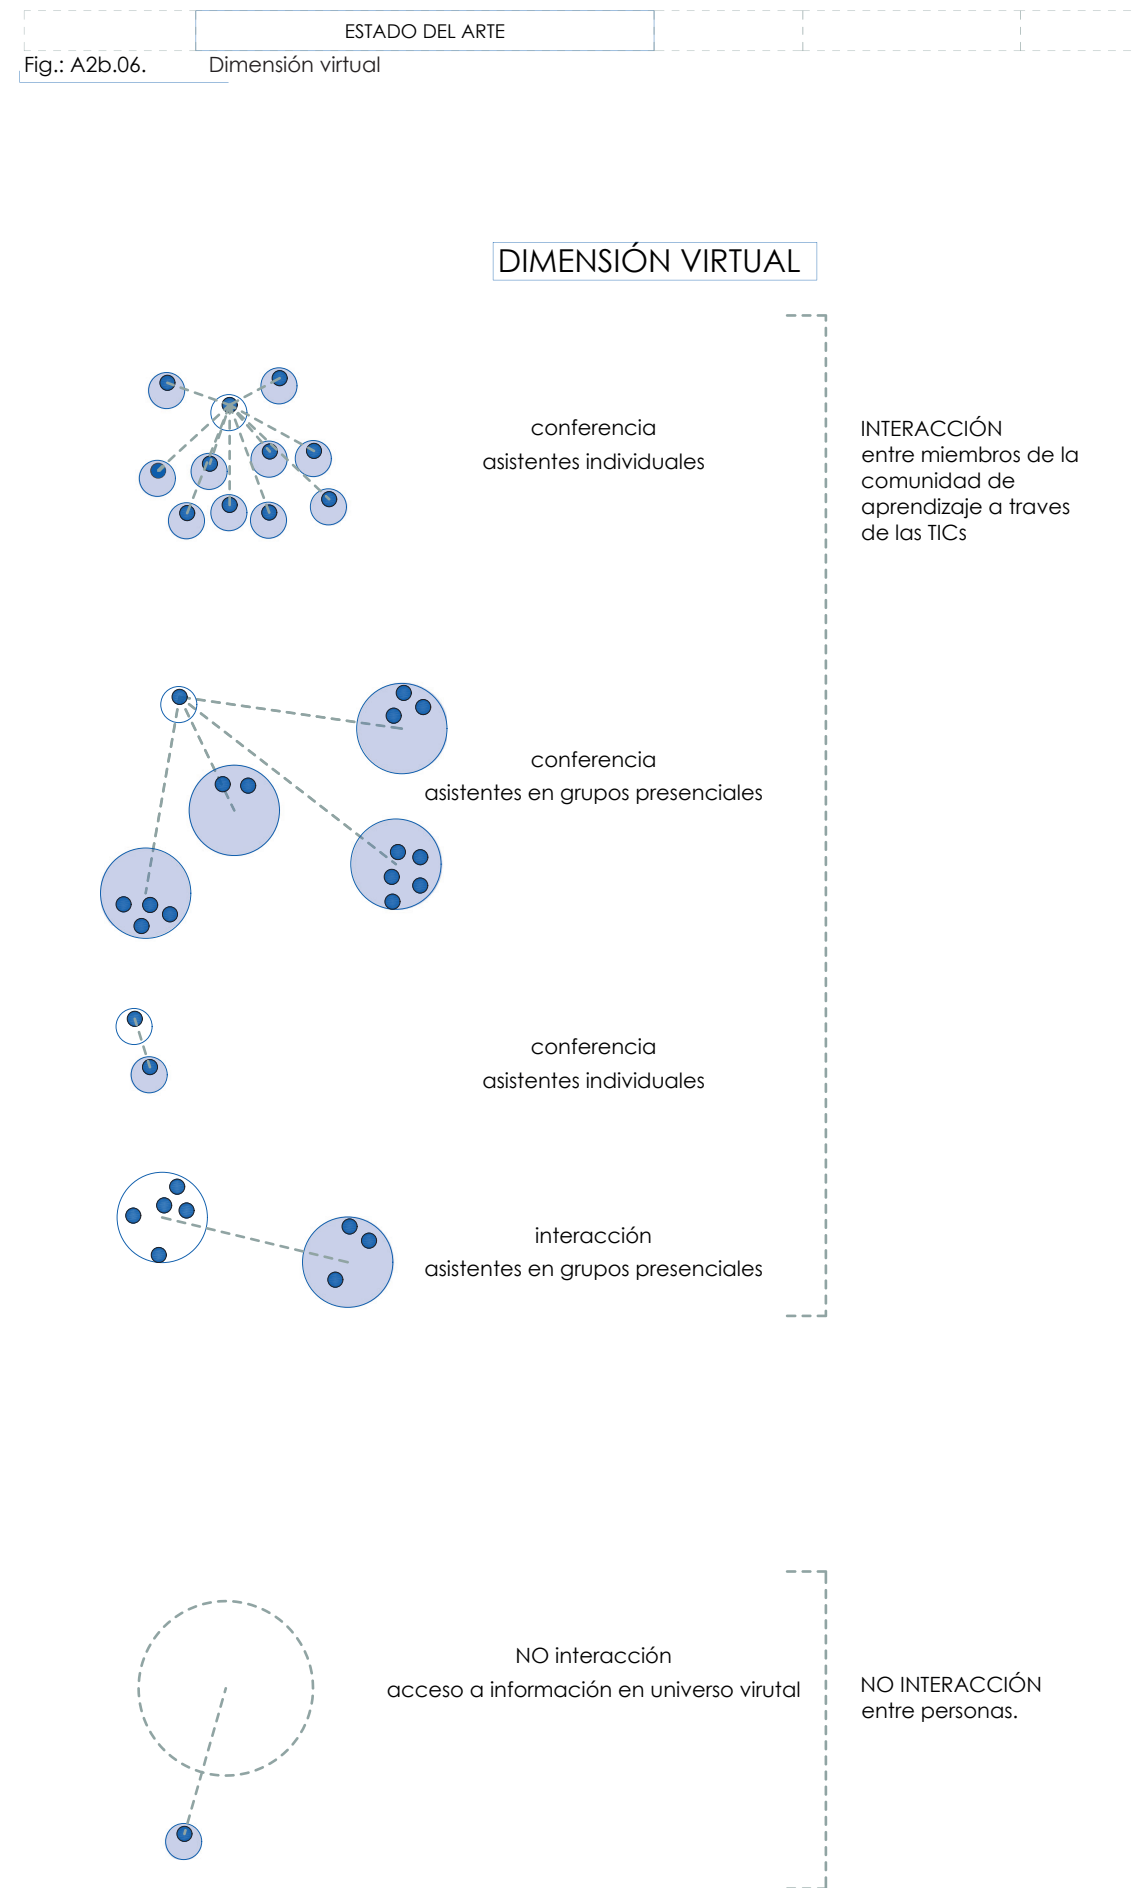 ESTADO DEL ARTE
Fig.: A2b.06. Dimensión virtual
DIMENSIÓN VIRTUAL
conferencia
asistentes individuales
INTERACCIÓN
entre miembros de la
comunidad de
aprendizaje a traves
de las TICs
conferencia
asistentes en grupos presenciales
conferencia
asistentes individuales
interacción
asistentes en grupos presenciales
NO interacción
acceso a información en universo virutal
NO INTERACCIÓN
entre personas.